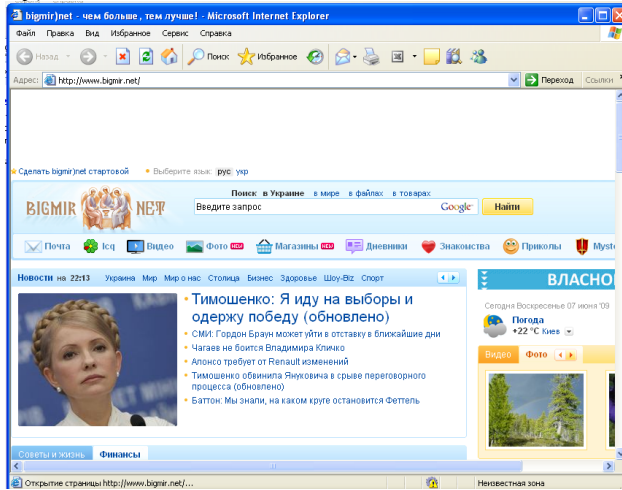 bigmir)net - чем больше, тем лучше! - Microsoft Internet Explorer
Файл Правка Вид Избранное Сервис Справка
Назад Поиск Избранное
Адрес: http://www.bigmir.net/ Переход Ссылки
Сделать bigmir)net стартовой • Выберите язык: рус укр
Поиск в Украине в мире в файлах в товарах
BIGMIR NET Введите запрос Google Найти
Почта Icq Видео Фото NEW Магазины NEW Дневники Знакомства Приколы Myst
Новости на 22:13 Украина Мир Мир о нас Столица Бизнес Здоровье Шоу-Biz Спорт
ВЛАСНО
Сегодня Воскресенье 07 июня '09
Погода
+22 °C Киев
Видео Фото
• Тимошенко: Я иду на выборы и
одержу победу (обновлено)
• СМИ: Гордон Браун может уйти в отставку в ближайшие дни
• Чагаев не боится Владимира Кличко
• Алонсо требует от Renault изменений
• Тимошенко обвинила Януковича в срыве переговорного
процесса (обновлено)
• Баттон: Мы знали, на каком круге остановится Феттель
Советы и жизнь Финансы
Открытие страницы http://www.bigmir.net/... Неизвестная зона